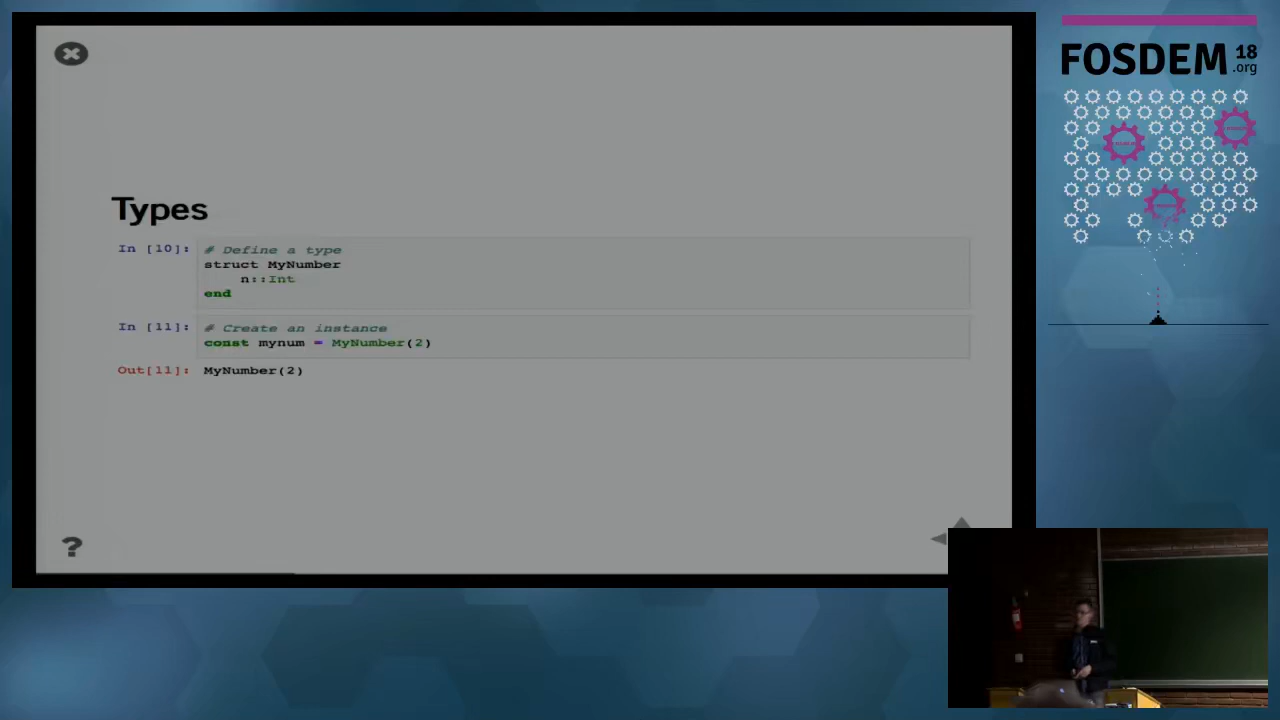 FOSDEM 18
.org
Types
In [10]: # Define a type
struct MyNumber
n::Int
end
In [11]: # Create an instance
const mynum = MyNumber(2)
Out[11]: MyNumber(2)
?